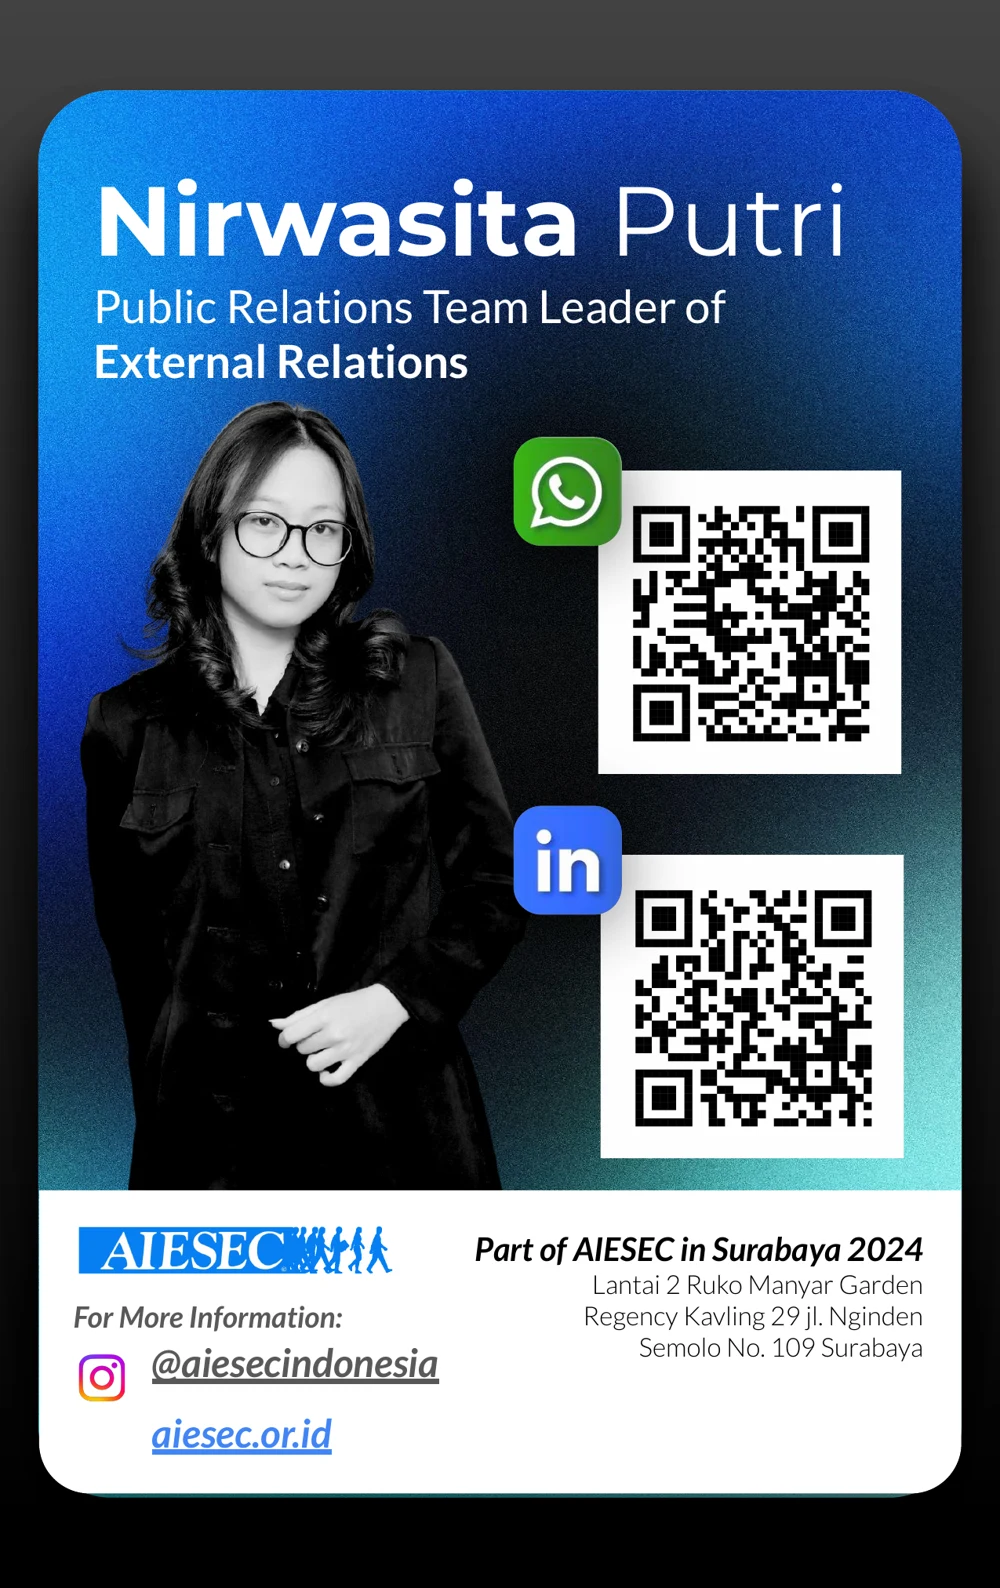 Nirwasita Putri
Public Relations Team Leader of
External Relations
in
AIESEC
Part of AIESEC in Surabaya 2024
Lantai 2 Ruko Manyar Garden
Regency Kavling 29 jl. Nginden
Semolo No. 109 Surabaya
For More Information:
@aiesecindonesia
aiesec.or.id